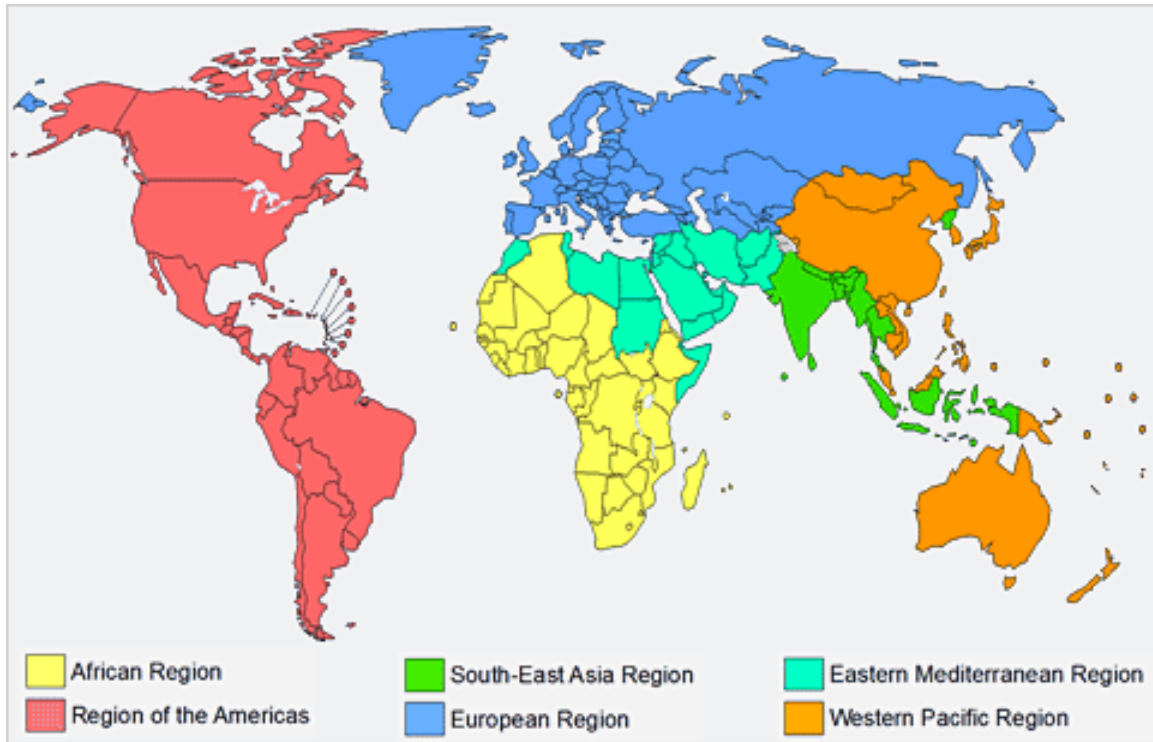 African Region
South-East Asia Region
Eastern Mediterranean Region
Region of the Americas
European Region
Western Pacific Region